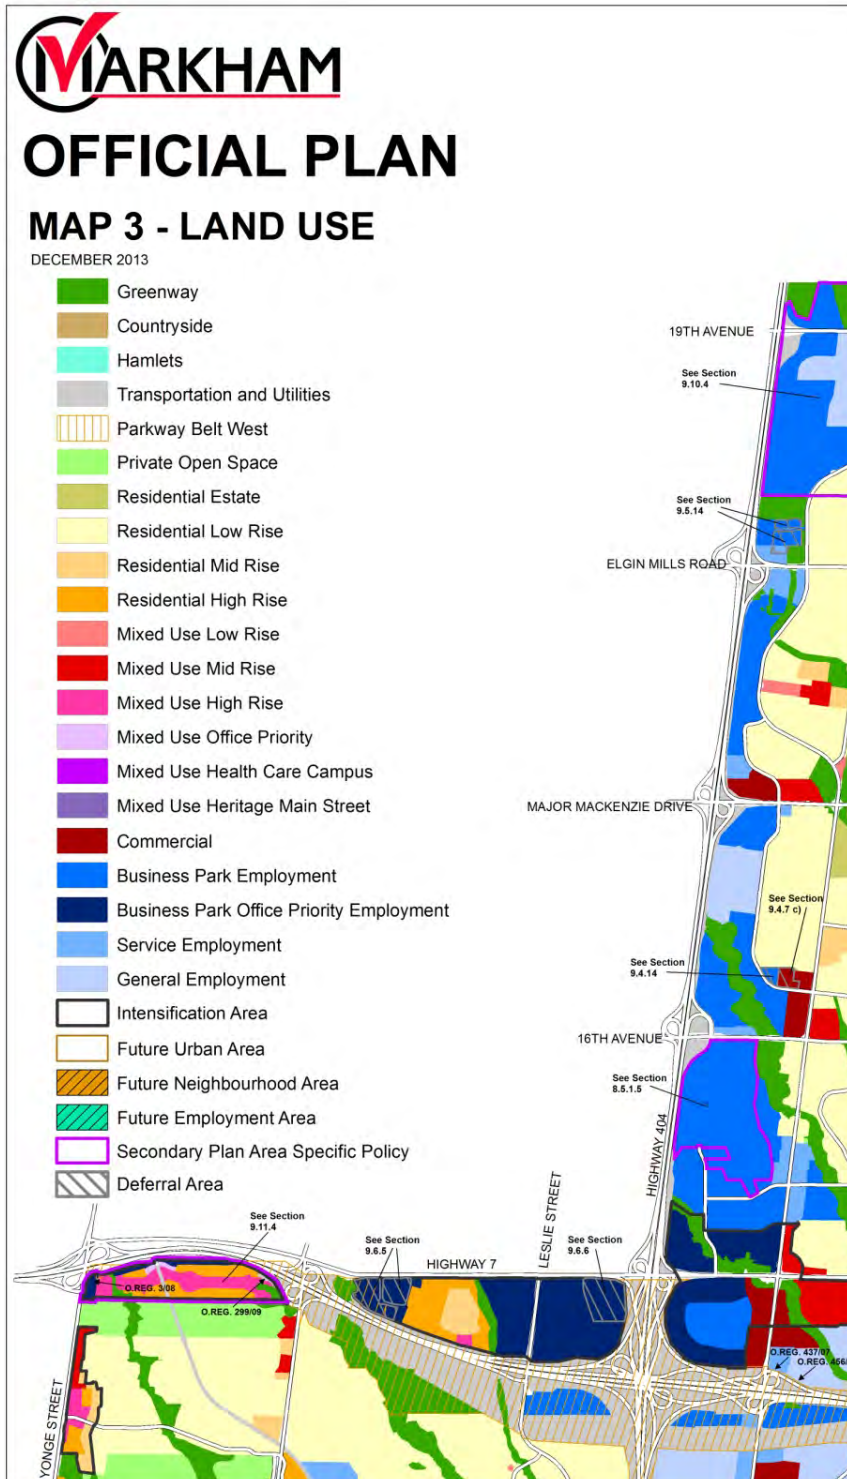 MARKHAM
OFFICIAL PLAN
MAP 3 - LAND USE
DECEMBER 2013
Greenway
Countryside
Hamlets
Transportation and Utilities
Parkway Belt West
Private Open Space
Residential Estate
Residential Low Rise
Residential Mid Rise
Residential High Rise
Mixed Use Low Rise
Mixed Use Mid Rise
Mixed Use High Rise
Mixed Use Office Priority
Mixed Use Health Care Campus
Mixed Use Heritage Main Street
Commercial
Business Park Employment
Business Park Office Priority Employment
Service Employment
General Employment
Intensification Area
Future Urban Area
Future Neighbourhood Area
Future Employment Area
Secondary Plan Area Specific Policy
Deferral Area
19TH AVENUE
See Section
9.10.4
See Section
9.5.14
ELGIN MILLS ROAD
MAJOR MACKENZIE DRIVE
See Section
9.4.7 c)
See Section
9.4.14
16TH AVENUE
See Section
8.5.1.5
HIGHWAY 404
LESLIE STREET
See Section
9.11.4
See Section
9.6.5
See Section
9.6.6
HIGHWAY 7
O.REG. 3/08
O.REG. 299/09
O.REG. 437/07
O.REG.
YONGE STREET